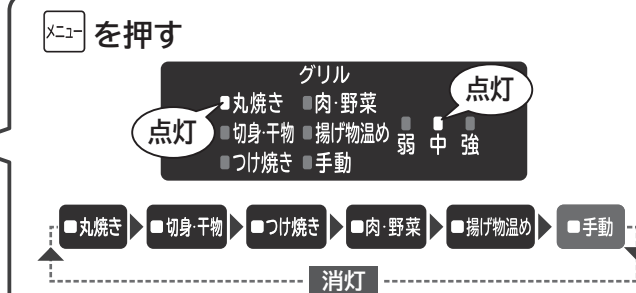 メニュー を押す
グリル
丸焼き 肉・野菜
点灯
点灯
切身・干物 揚げ物温め
弱 中 強
つけ焼き 手動
丸焼き 切身・干物 つけ焼き 肉・野菜 揚げ物温め 手動
消灯